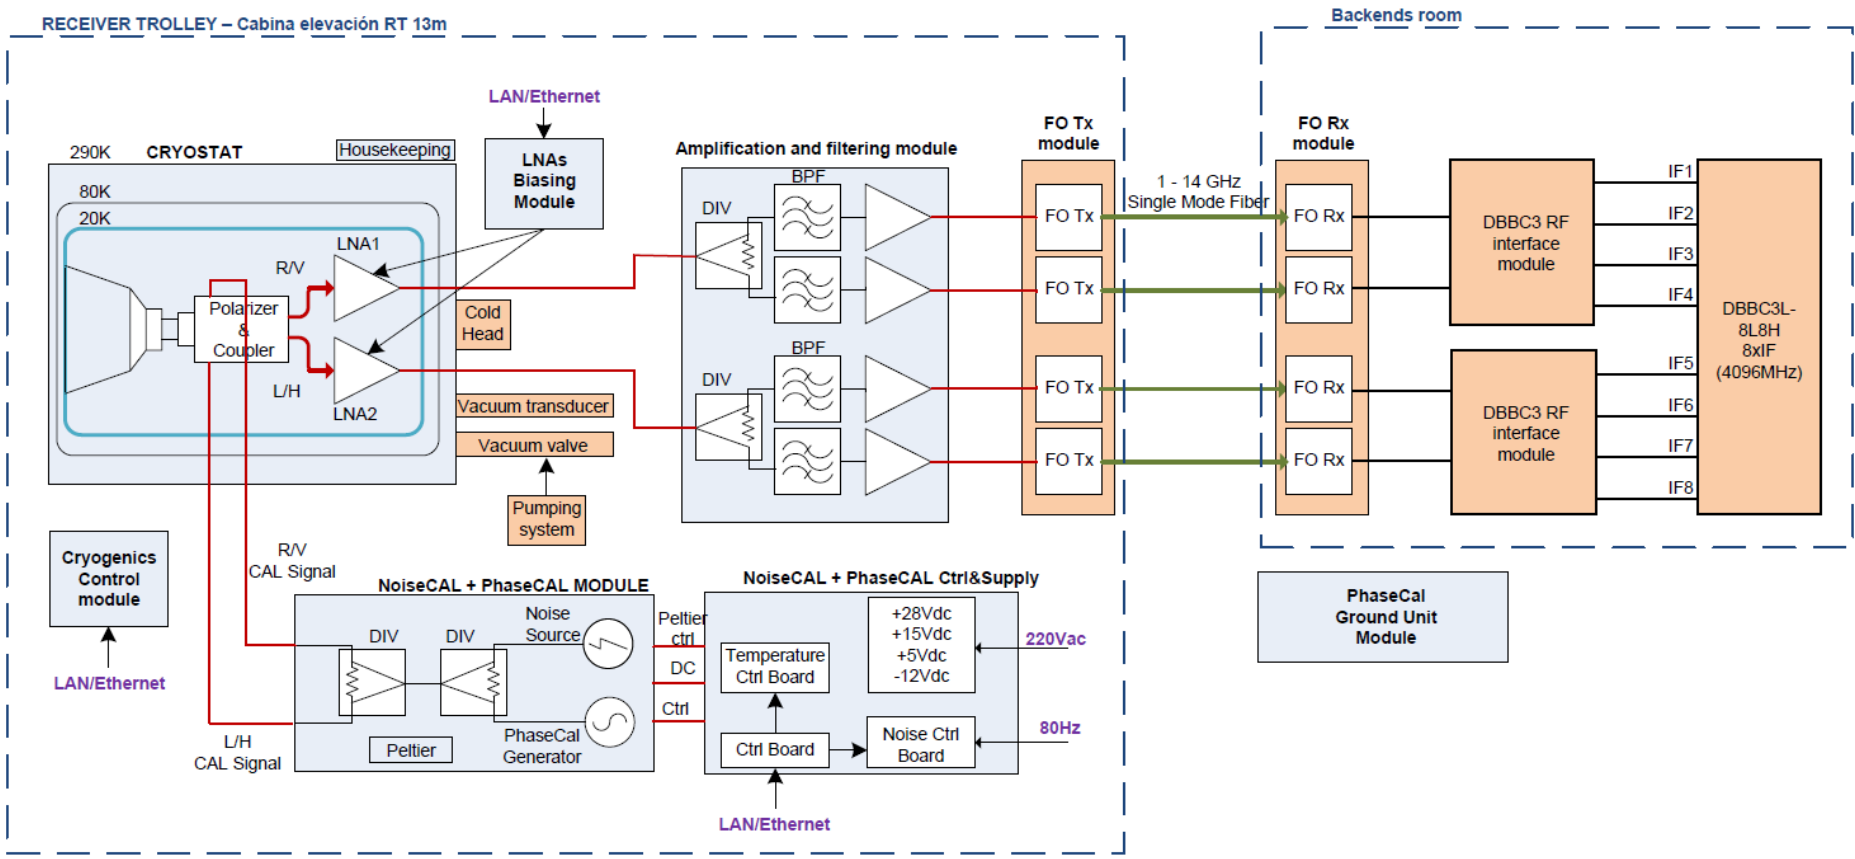 RECEIVER TROLLEY – Cabina elevación RT 13m
Backends room
LAN/Ethernet
290K
CRYOSTAT
Housekeeping
80K
20K
LNA1
R/V
Polarizer
&
Coupler
L/H
LNA2
LNAs
Biasing
Module
Cold
Head
Vacuum transducer
Vacuum valve
Pumping
system
Amplification and filtering module
BPF
DIV
BPF
DIV
FO Tx
module
FO Tx
FO Tx
FO Tx
FO Tx
1 - 14 GHz
Single Mode Fiber
FO Rx
module
FO Rx
FO Rx
FO Rx
FO Rx
DBBC3 RF
interface
module
DBBC3 RF
interface
module
IF1
IF2
IF3
IF4
IF5
IF6
IF7
IF8
DBBC3L-
8L8H
8xIF
(4096MHz)
Cryogenics
Control
module
LAN/Ethernet
R/V
CAL Signal
L/H
CAL Signal
NoiseCAL + PhaseCAL MODULE
DIV
DIV
Noise
Source
PhaseCal
Generator
Peltier
Peltier
ctrl
DC
Ctrl
NoiseCAL + PhaseCAL Ctrl&Supply
Temperature
Ctrl Board
+28Vdc
+15Vdc
+5Vdc
-12Vdc
Ctrl Board
Noise Ctrl
Board
220Vac
80Hz
LAN/Ethernet
PhaseCal
Ground Unit
Module